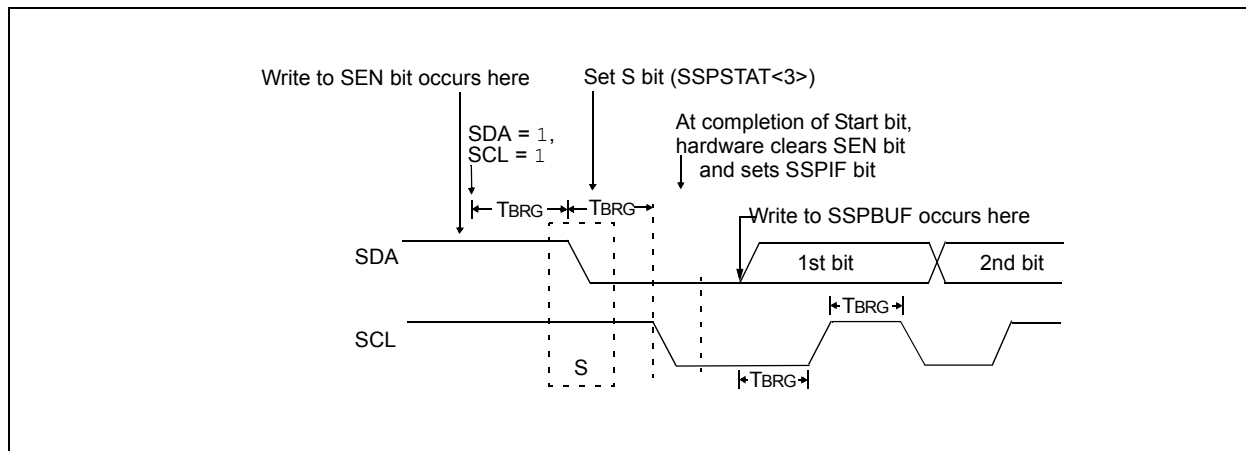 Write to SEN bit occurs here
Set S bit (SSPSTAT<3>)
SDA = 1,
SCL = 1
At completion of Start bit,
hardware clears SEN bit
and sets SSPIF bit
TBRG
TBRG
Write to SSPBUF occurs here
SDA
1st bit
2nd bit
TBRG
SCL
S
TBRG